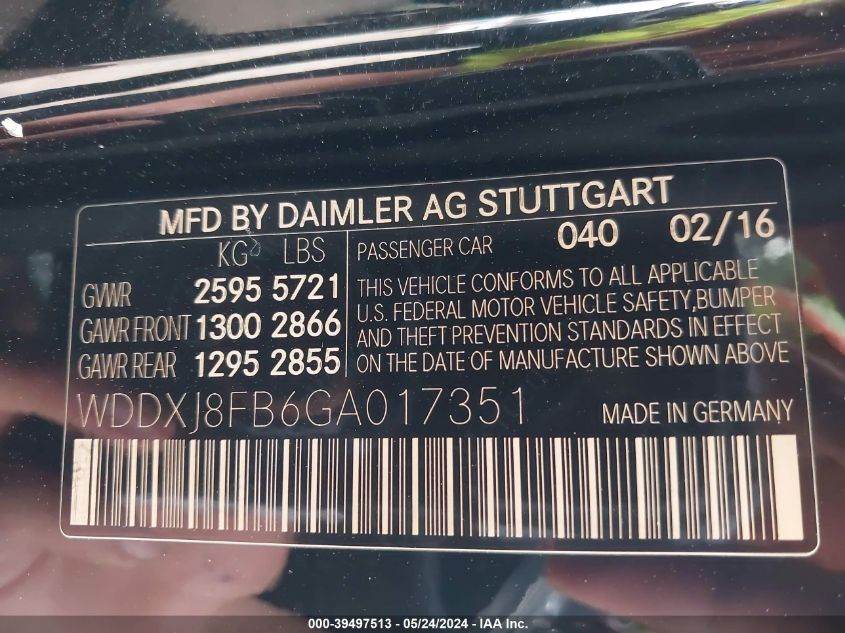 MFD BY DAIMLER AG STUTTGART
KG LBS
GVWR 2595 5721
GAWR FRONT 1300 2866
GAWR REAR 1295 2855
PASSENGER CAR 040 02/16
THIS VEHICLE CONFORMS TO ALL APPLICABLE
U.S. FEDERAL MOTOR VEHICLE SAFETY,BUMPER
AND THEFT PREVENTION STANDARDS IN EFFECT
ON THE DATE OF MANUFACTURE SHOWN ABOVE
WDDXJ8FB6GA017351 MADE IN GERMANY
000-39497513 - 05/24/2024 - IAA Inc.